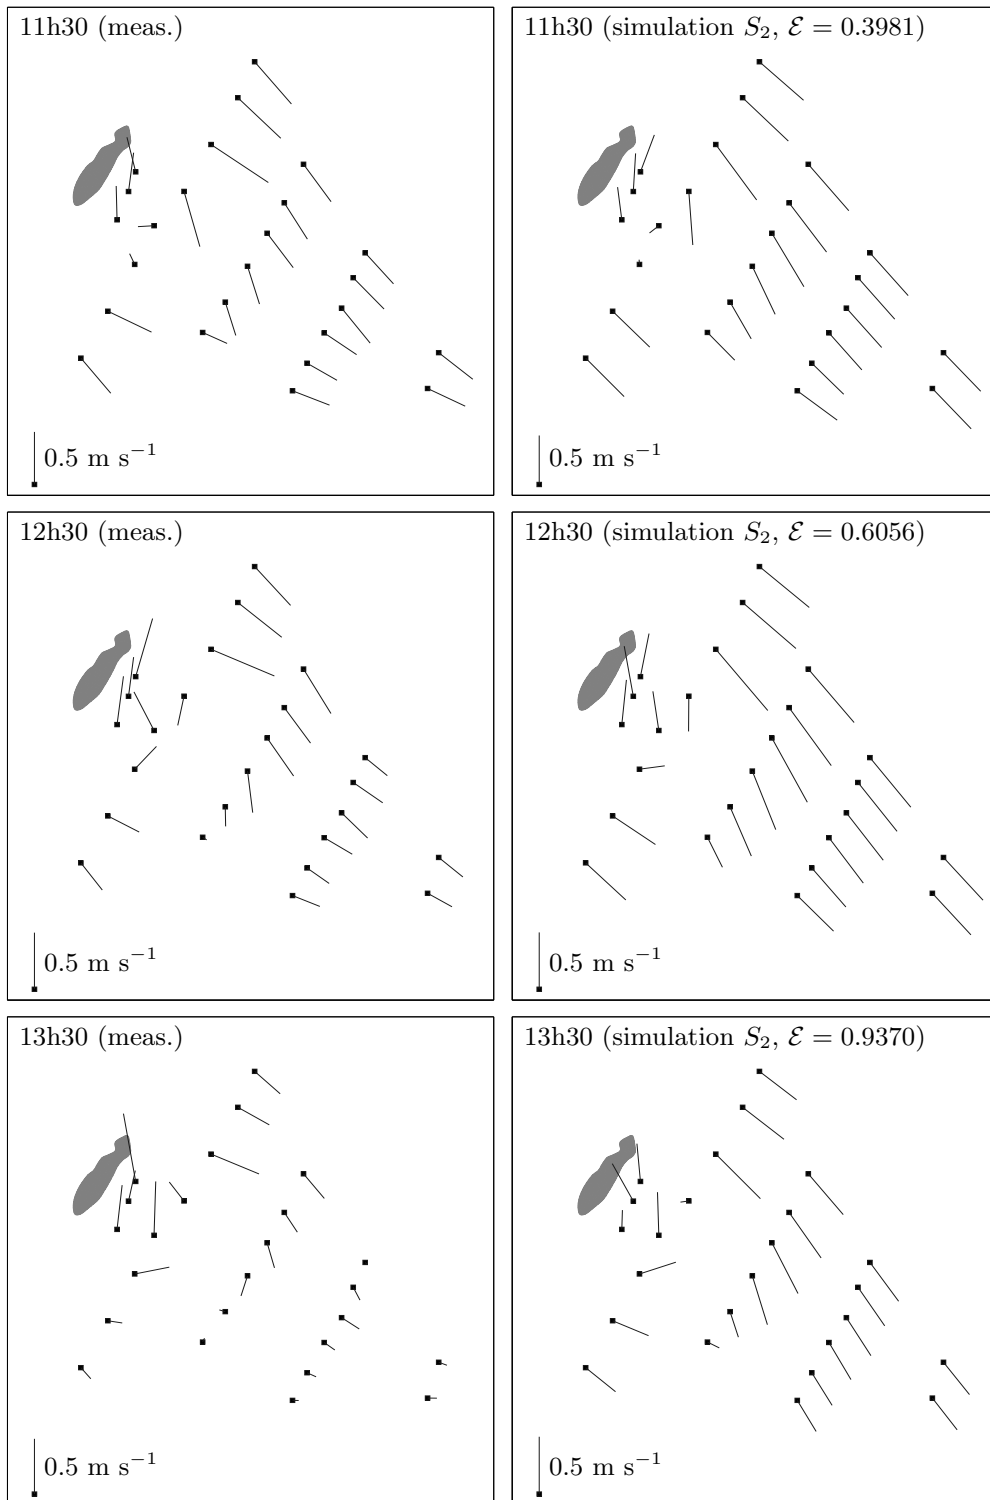 11h30 (meas.)
11h30 (simulation S₂, ℰ = 0.3981)
0.5 m s⁻¹
0.5 m s⁻¹
12h30 (meas.)
12h30 (simulation S₂, ℰ = 0.6056)
0.5 m s⁻¹
0.5 m s⁻¹
13h30 (meas.)
13h30 (simulation S₂, ℰ = 0.9370)
0.5 m s⁻¹
0.5 m s⁻¹